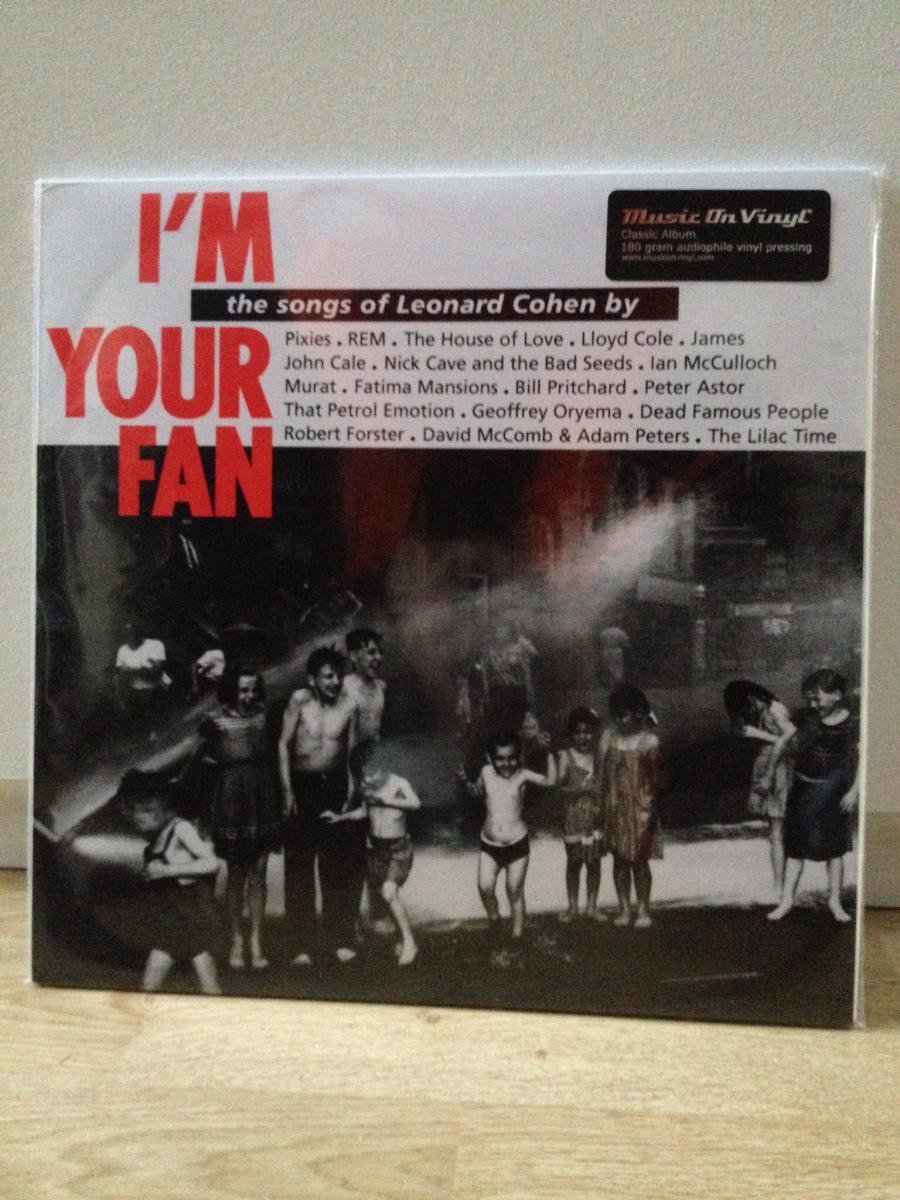 I'M
YOUR
FAN
Music On Vinyl
Classic Album
180 gram audiophile vinyl pressing
www.musiconvinyl.com
the songs of Leonard Cohen by
Pixies . REM . The House of Love . Lloyd Cole . James
John Cale . Nick Cave and the Bad Seeds . Ian McCulloch
Murat . Fatima Mansions . Bill Pritchard . Peter Astor
That Petrol Emotion . Geoffrey Oryema . Dead Famous People
Robert Forster . David McComb & Adam Peters . The Lilac Time